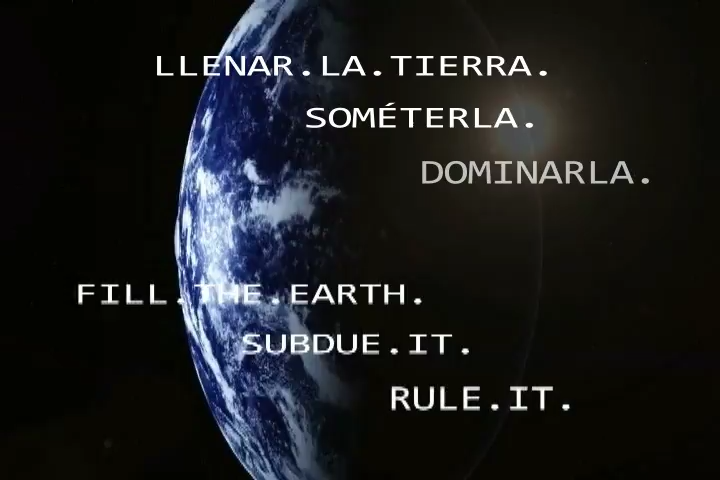 LLENAR.LA.TIERRA.
SOMÉTERLA.
DOMINARLA.
FILL.THE.EARTH.
SUBDUE.IT.
RULE.IT.